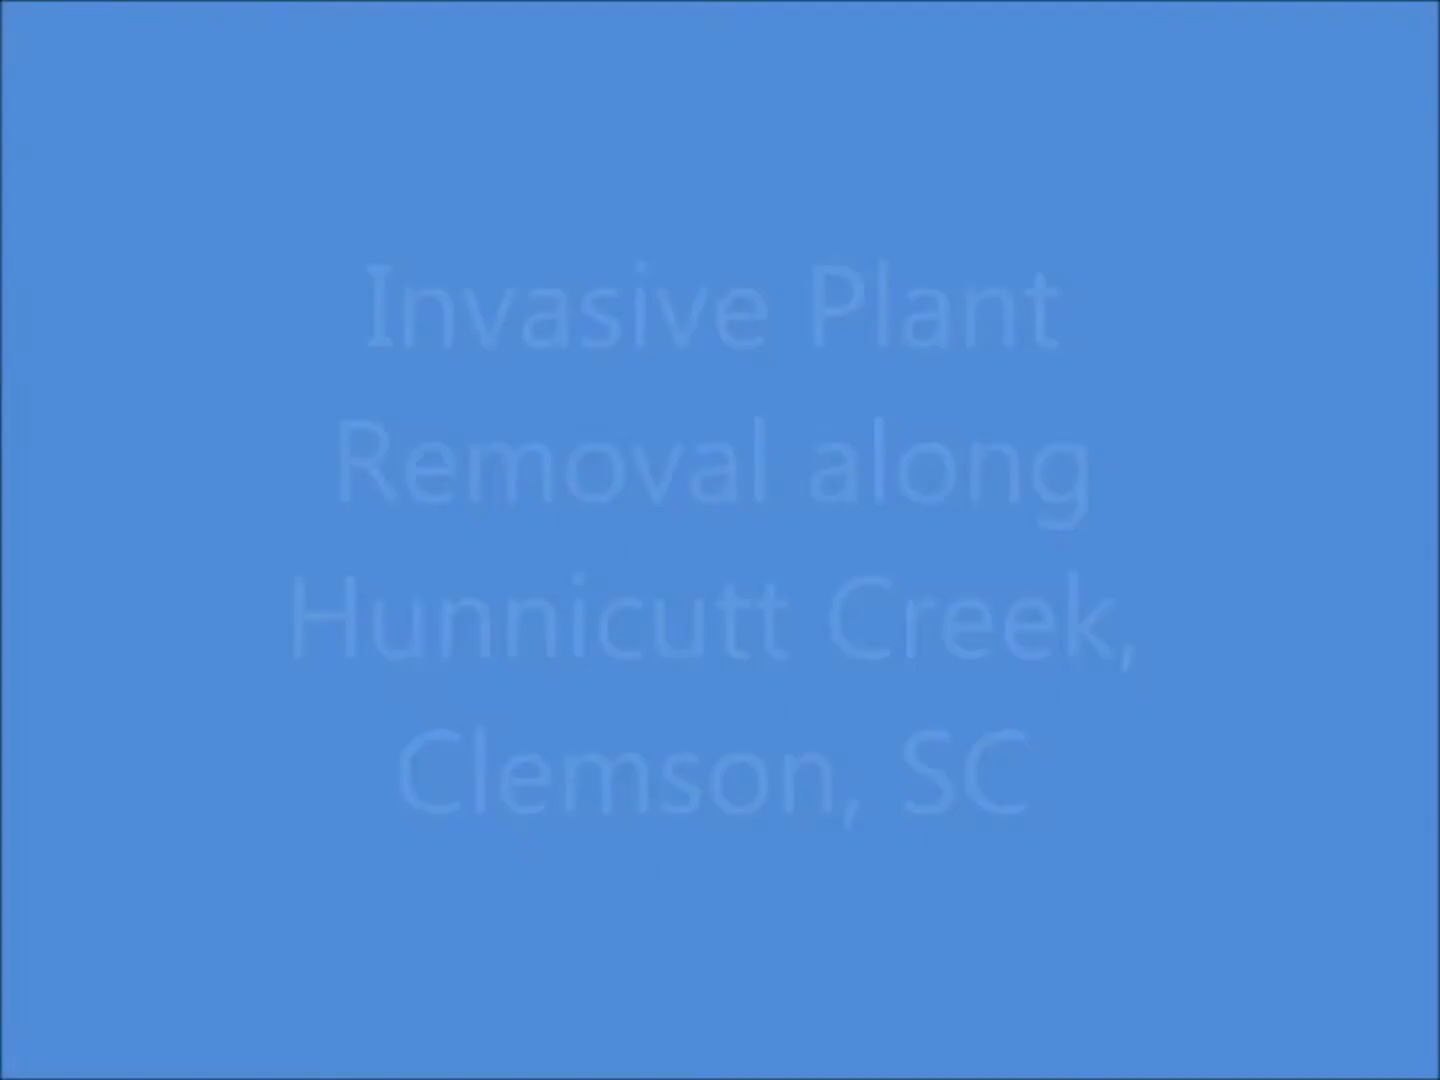 Invasive Plant
Removal along
Hunnicutt Creek,
Clemson, SC